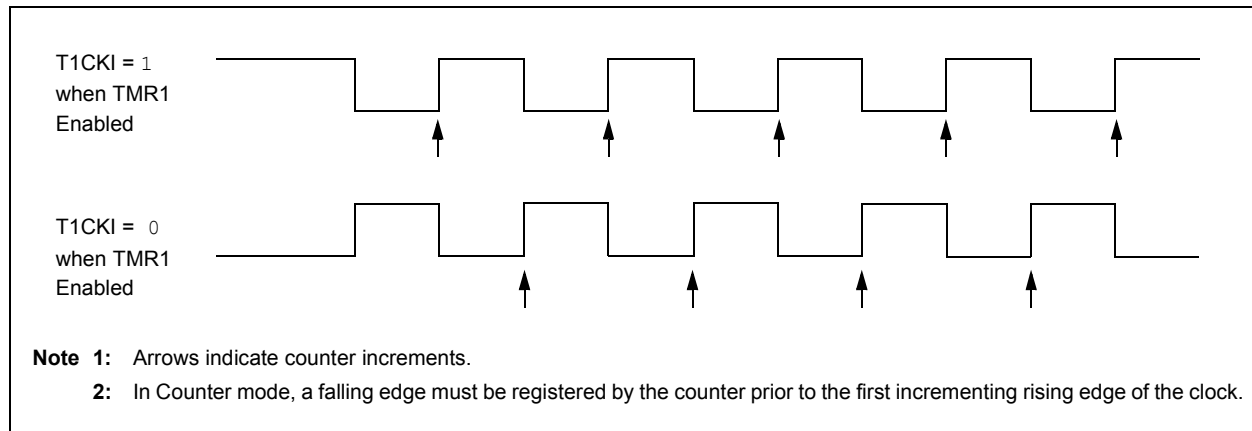 T1CKI = 1
when TMR1
Enabled
T1CKI = 0
when TMR1
Enabled
Note 1: Arrows indicate counter increments.
2: In Counter mode, a falling edge must be registered by the counter prior to the first incrementing rising edge of the clock.